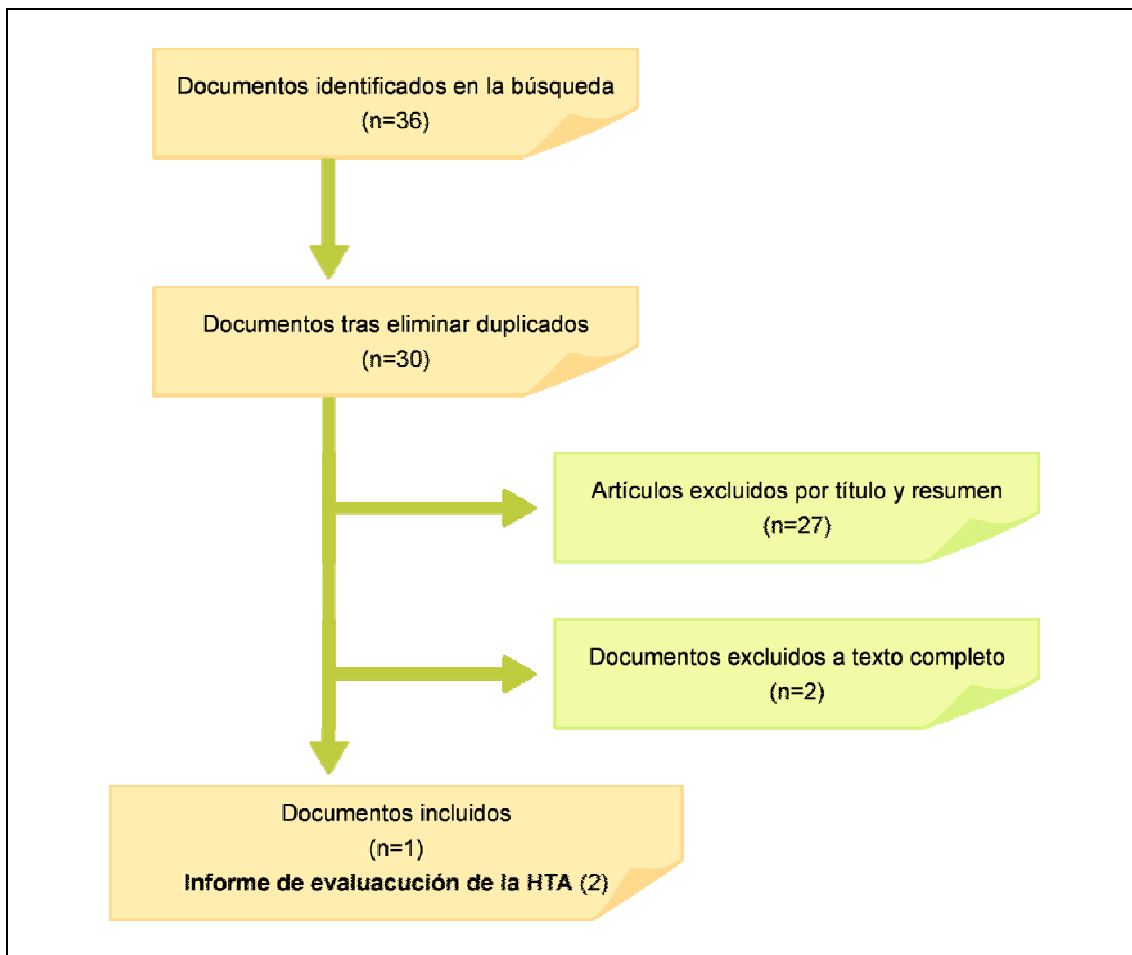 Documentos identificados en la búsqueda
(n=36)
Documentos tras eliminar duplicados
(n=30)
Artículos excluidos por título y resumen
(n=27)
Documentos excluidos a texto completo
(n=2)
Documentos incluidos
(n=1)
Informe de evaluacución de la HTA (2)